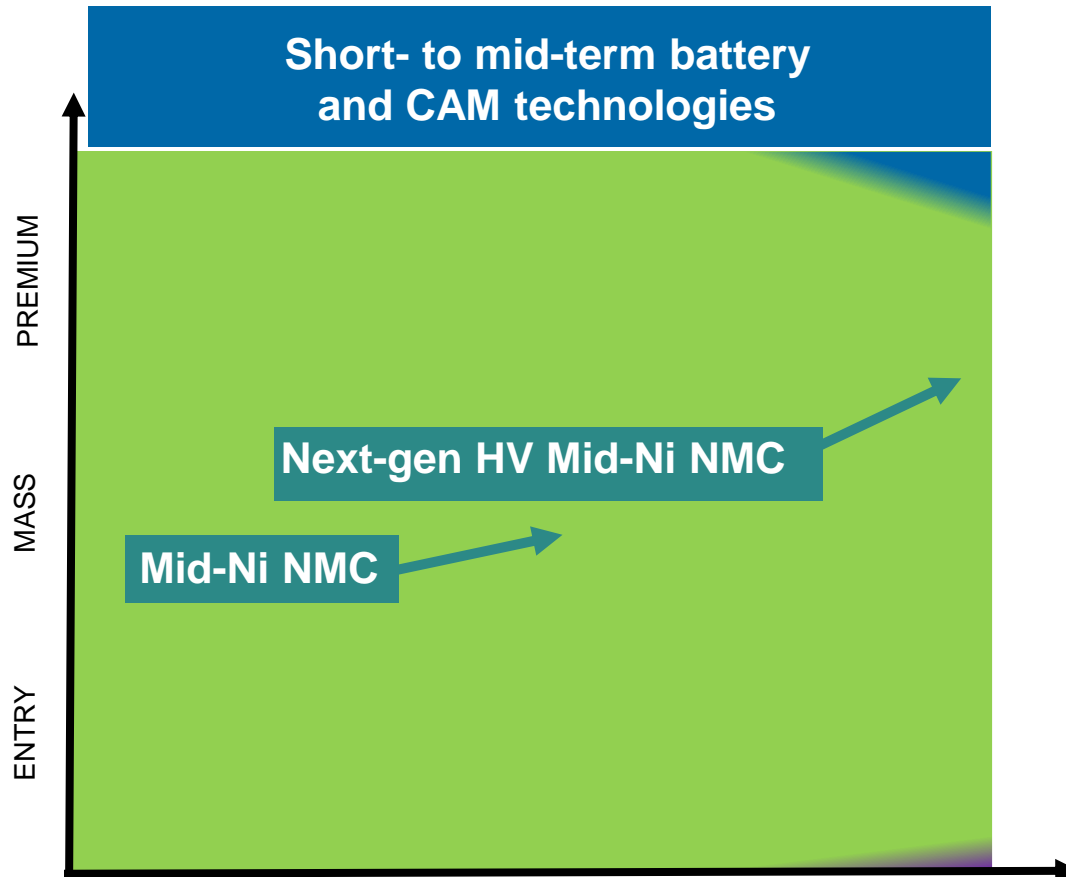 Short- to mid-term battery
and CAM technologies
PREMIUM
MASS
ENTRY
Next-gen HV Mid-Ni NMC
Mid-Ni NMC